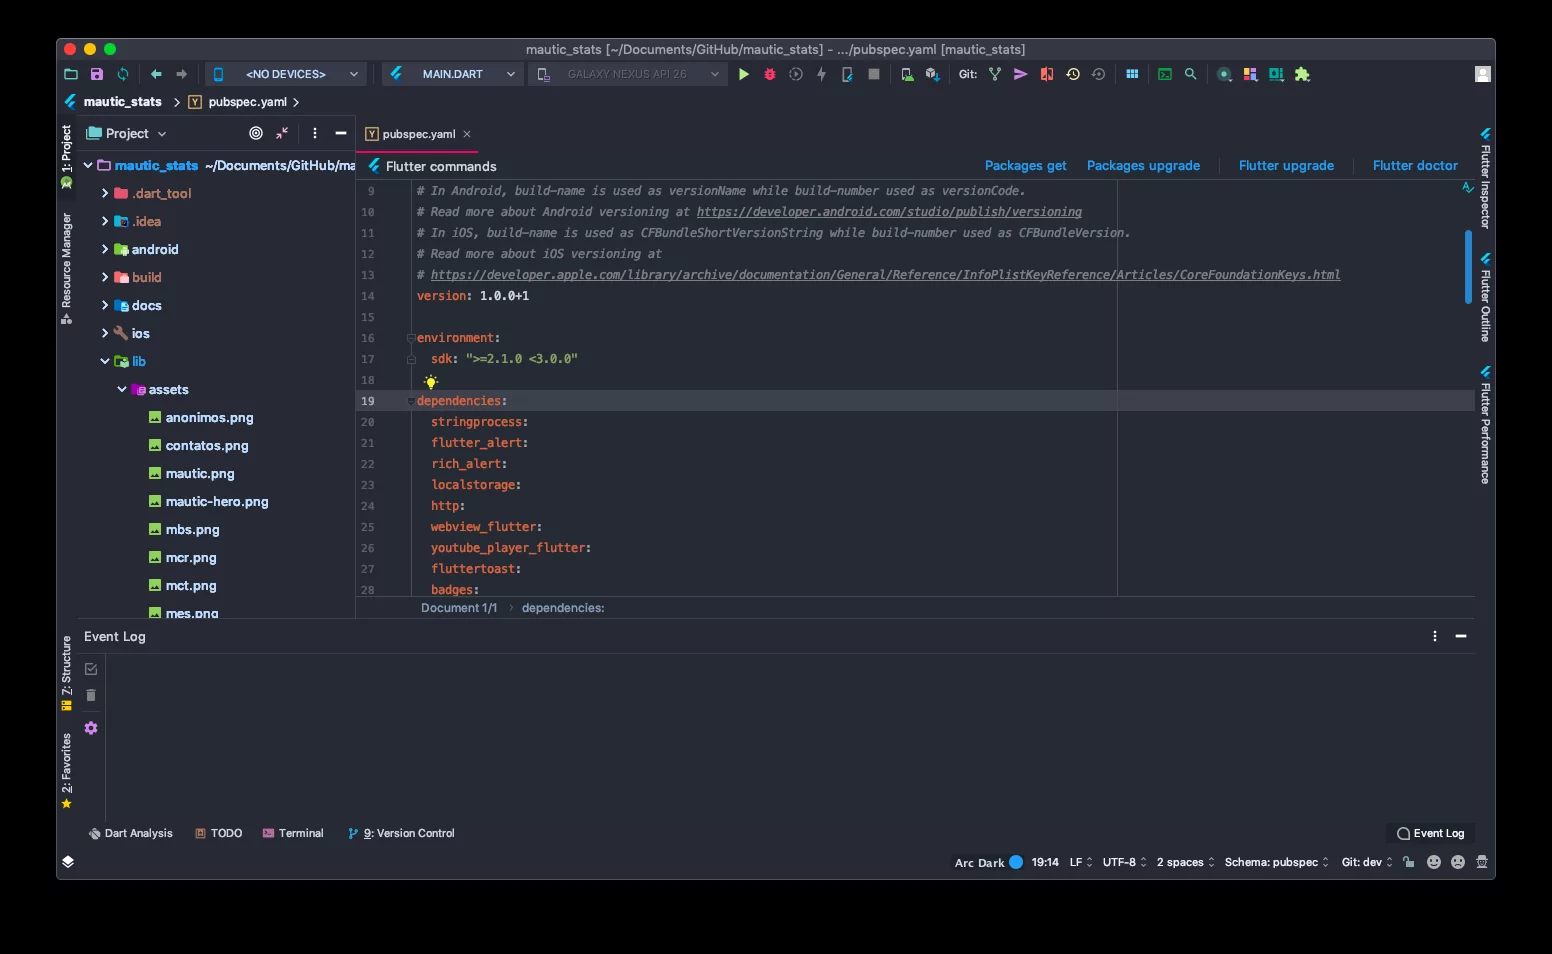 mautic_stats [~/Documents/GitHub/mautic_stats] - .../pubspec.yaml [mautic_stats]
<NO DEVICES> MAIN.DART GALAXY NEXUS API 26 Git:
mautic_stats pubspec.yaml
1: Project
Resource Manager
7: Structure
2: Favorites
Project
mautic_stats ~/Documents/GitHub/ma
.dart_tool
.idea
android
build
docs
ios
lib
assets
anonimos.png
contatos.png
mautic.png
mautic-hero.png
mbs.png
mcr.png
mct.png
mes.png
pubspec.yaml
Flutter commands Packages get Packages upgrade Flutter upgrade Flutter doctor
9 # In Android, build-name is used as versionName while build-number used as versionCode.
10 # Read more about Android versioning at https://developer.android.com/studio/publish/versioning
11 # In iOS, build-name is used as CFBundleShortVersionString while build-number used as CFBundleVersion.
12 # Read more about iOS versioning at
13 # https://developer.apple.com/library/archive/documentation/General/Reference/InfoPlistKeyReference/Articles/CoreFoundationKeys.html
14 version: 1.0.0+1
15
16 environment:
17 sdk: ">=2.1.0 <3.0.0"
18
19 dependencies:
20 stringprocess:
21 flutter_alert:
22 rich_alert:
23 localstorage:
24 http:
25 webview_flutter:
26 youtube_player_flutter:
27 fluttertoast:
28 badges:
Document 1/1 dependencies:
Flutter Inspector
Flutter Outline
Flutter Performance
Event Log
Dart Analysis TODO Terminal 9: Version Control Event Log
Arc Dark 19:14 LF UTF-8 2 spaces Schema: pubspec Git: dev